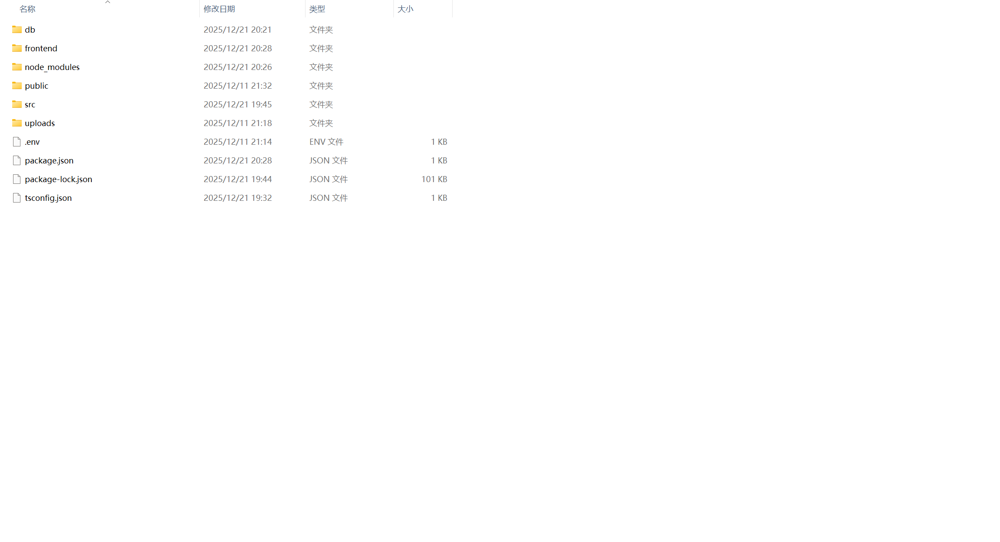 名称 修改日期 类型 大小
db 2025/12/21 20:21 文件夹
frontend 2025/12/21 20:28 文件夹
node_modules 2025/12/21 20:26 文件夹
public 2025/12/11 21:32 文件夹
src 2025/12/21 19:45 文件夹
uploads 2025/12/11 21:18 文件夹
.env 2025/12/11 21:14 ENV 文件 1 KB
package.json 2025/12/21 20:28 JSON 文件 1 KB
package-lock.json 2025/12/21 19:44 JSON 文件 101 KB
tsconfig.json 2025/12/21 19:32 JSON 文件 1 KB